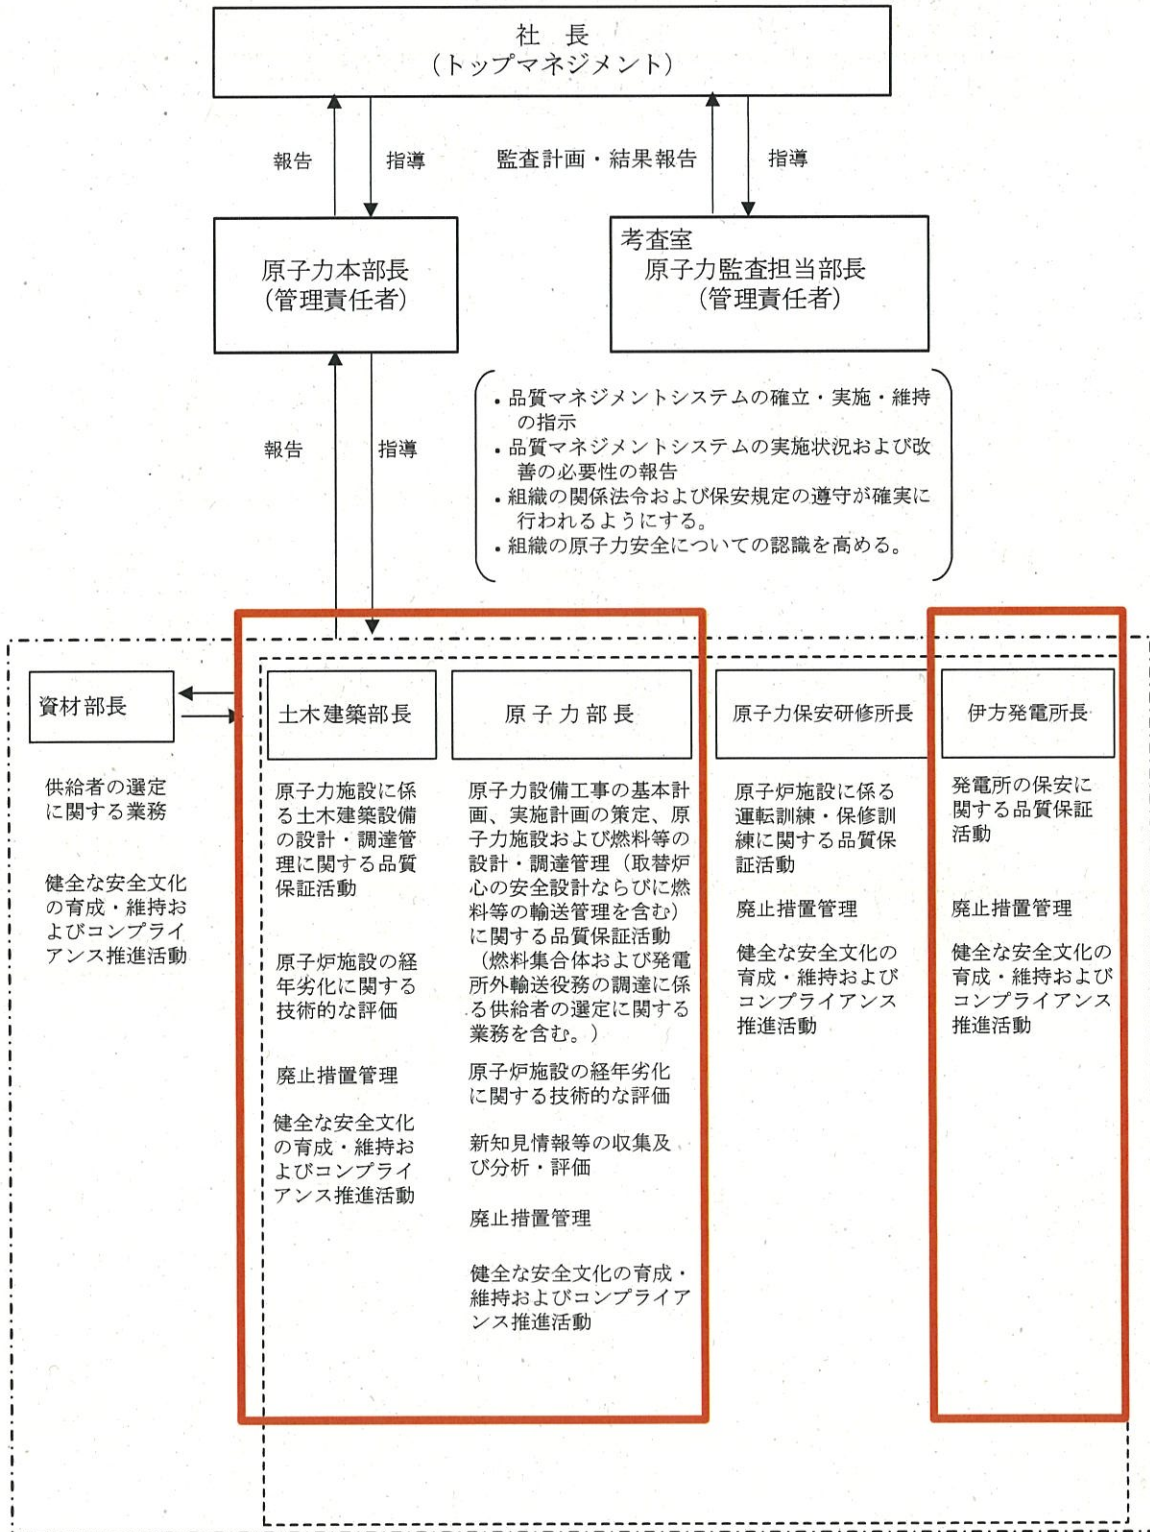 社　長
（トップマネジメント）
報告
指導
監査計画・結果報告
指導
原子力本部長
（管理責任者）
考査室
原子力監査担当部長
（管理責任者）
報告
指導
・品質マネジメントシステムの確立・実施・維持
の指示
・品質マネジメントシステムの実施状況および改
善の必要性の報告
・組織の関係法令および保安規定の遵守が確実に
行われるようにする。
・組織の原子力安全についての認識を高める。
資材部長
供給者の選定
に関する業務
健全な安全文化
の育成・維持お
よびコンプライ
アンス推進活動
土木建築部長
原子力施設に係
る土木建築設備
の設計・調達管
理に関する品質
保証活動
原子炉施設の経
年劣化に関する
技術的な評価
廃止措置管理
健全な安全文化
の育成・維持お
よびコンプライ
アンス推進活動
原子力部長
原子力設備工事の基本計
画、実施計画の策定、原
子力施設および燃料等の
設計・調達管理（取替炉
心の安全設計ならびに燃
料等の輸送管理を含む）
に関する品質保証活動
（燃料集合体および発電
所外輸送役務の調達に係
る供給者の選定に関する
業務を含む。）
原子炉施設の経年劣化
に関する技術的な評価
新知見情報等の収集及
び分析・評価
廃止措置管理
健全な安全文化の育成・
維持およびコンプライア
ンス推進活動
原子力保安研修所長
原子炉施設に係る
運転訓練・保修訓
練に関する品質保
証活動
廃止措置管理
健全な安全文化の
育成・維持および
コンプライアンス
推進活動
伊方発電所長
発電所の保安に
関する品質保証
活動
廃止措置管理
健全な安全文化の
育成・維持および
コンプライアンス
推進活動